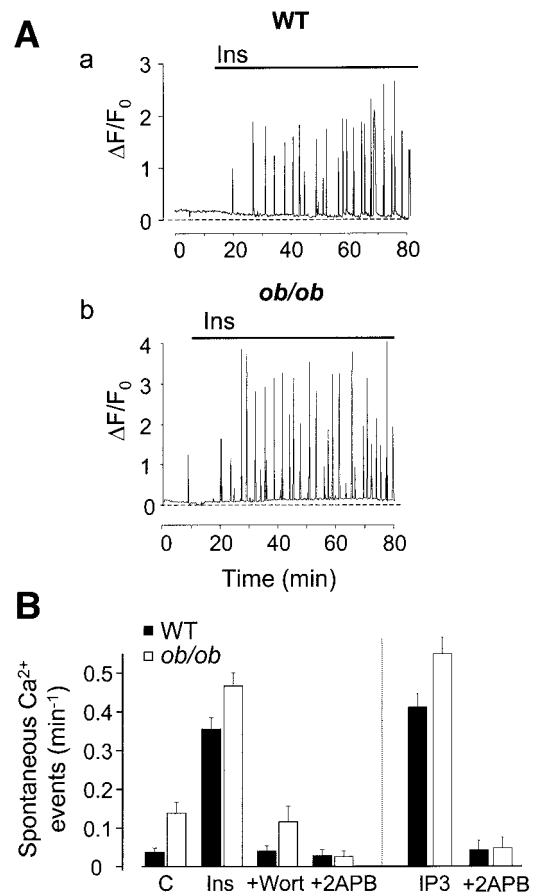 A
WT
a
Ins
3
2
1
0
ΔF/F₀
0 20 40 60 80
ob/ob
b
Ins
4
3
2
1
0
ΔF/F₀
0 20 40 60 80
Time (min)
B
WT
ob/ob
0.5
0.4
0.3
0.2
0.1
0
Spontaneous Ca²⁺
events (min⁻¹)
C Ins +Wort +2APB IP3 +2APB